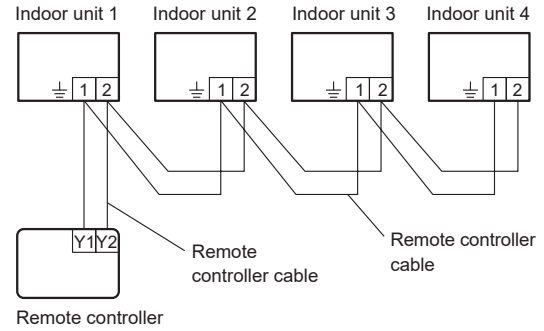 Indoor unit 1 Indoor unit 2 Indoor unit 3 Indoor unit 4
1 2 1 2 1 2 1 2
Y1 Y2
Remote
controller cable
Remote controller
cable
Remote controller